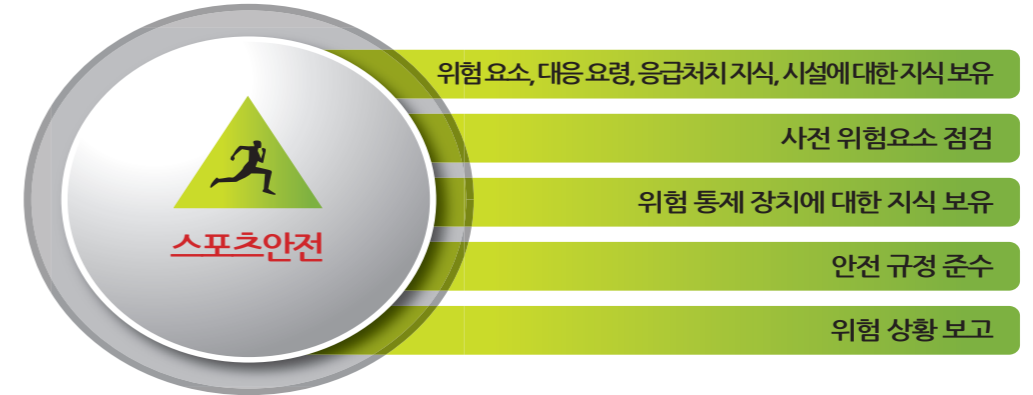 위험 요소, 대응 요령, 응급처치 지식, 시설에 대한 지식 보유
사전 위험요소 점검
위험 통제 장치에 대한 지식 보유
스포츠안전
안전 규정 준수
위험 상황 보고